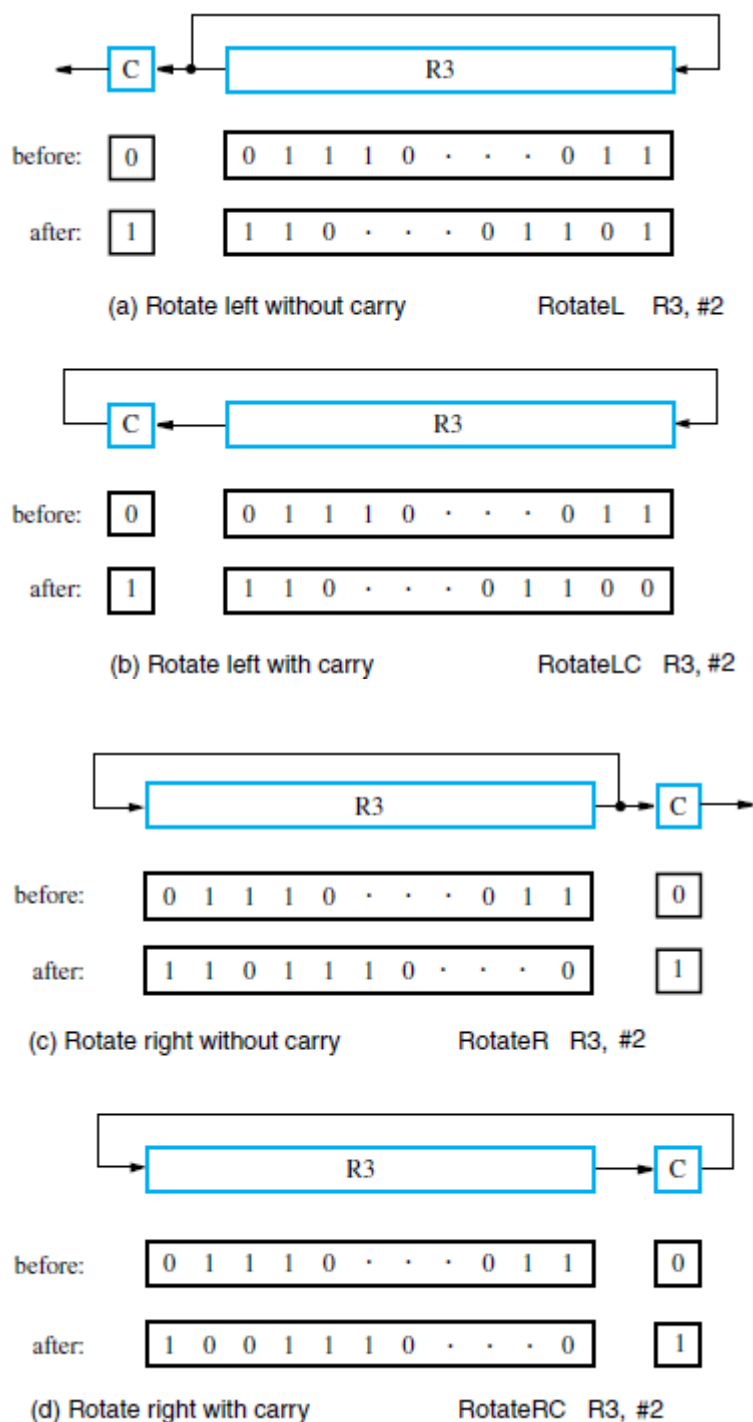 C R3
before: 0 0 1 1 1 0 · · · 0 1 1
after: 1 1 1 0 · · · 0 1 1 0 1
(a) Rotate left without carry RotateL R3, #2
C R3
before: 0 0 1 1 1 0 · · · 0 1 1
after: 1 1 1 0 · · · 0 1 1 0 0
(b) Rotate left with carry RotateLC R3, #2
R3 C
before: 0 1 1 1 0 · · · 0 1 1 0
after: 1 1 0 1 1 1 0 · · · 0 1
(c) Rotate right without carry RotateR R3, #2
R3 C
before: 0 1 1 1 0 · · · 0 1 1 0
after: 1 0 0 1 1 1 0 · · · 0 1
(d) Rotate right with carry RotateRC R3, #2